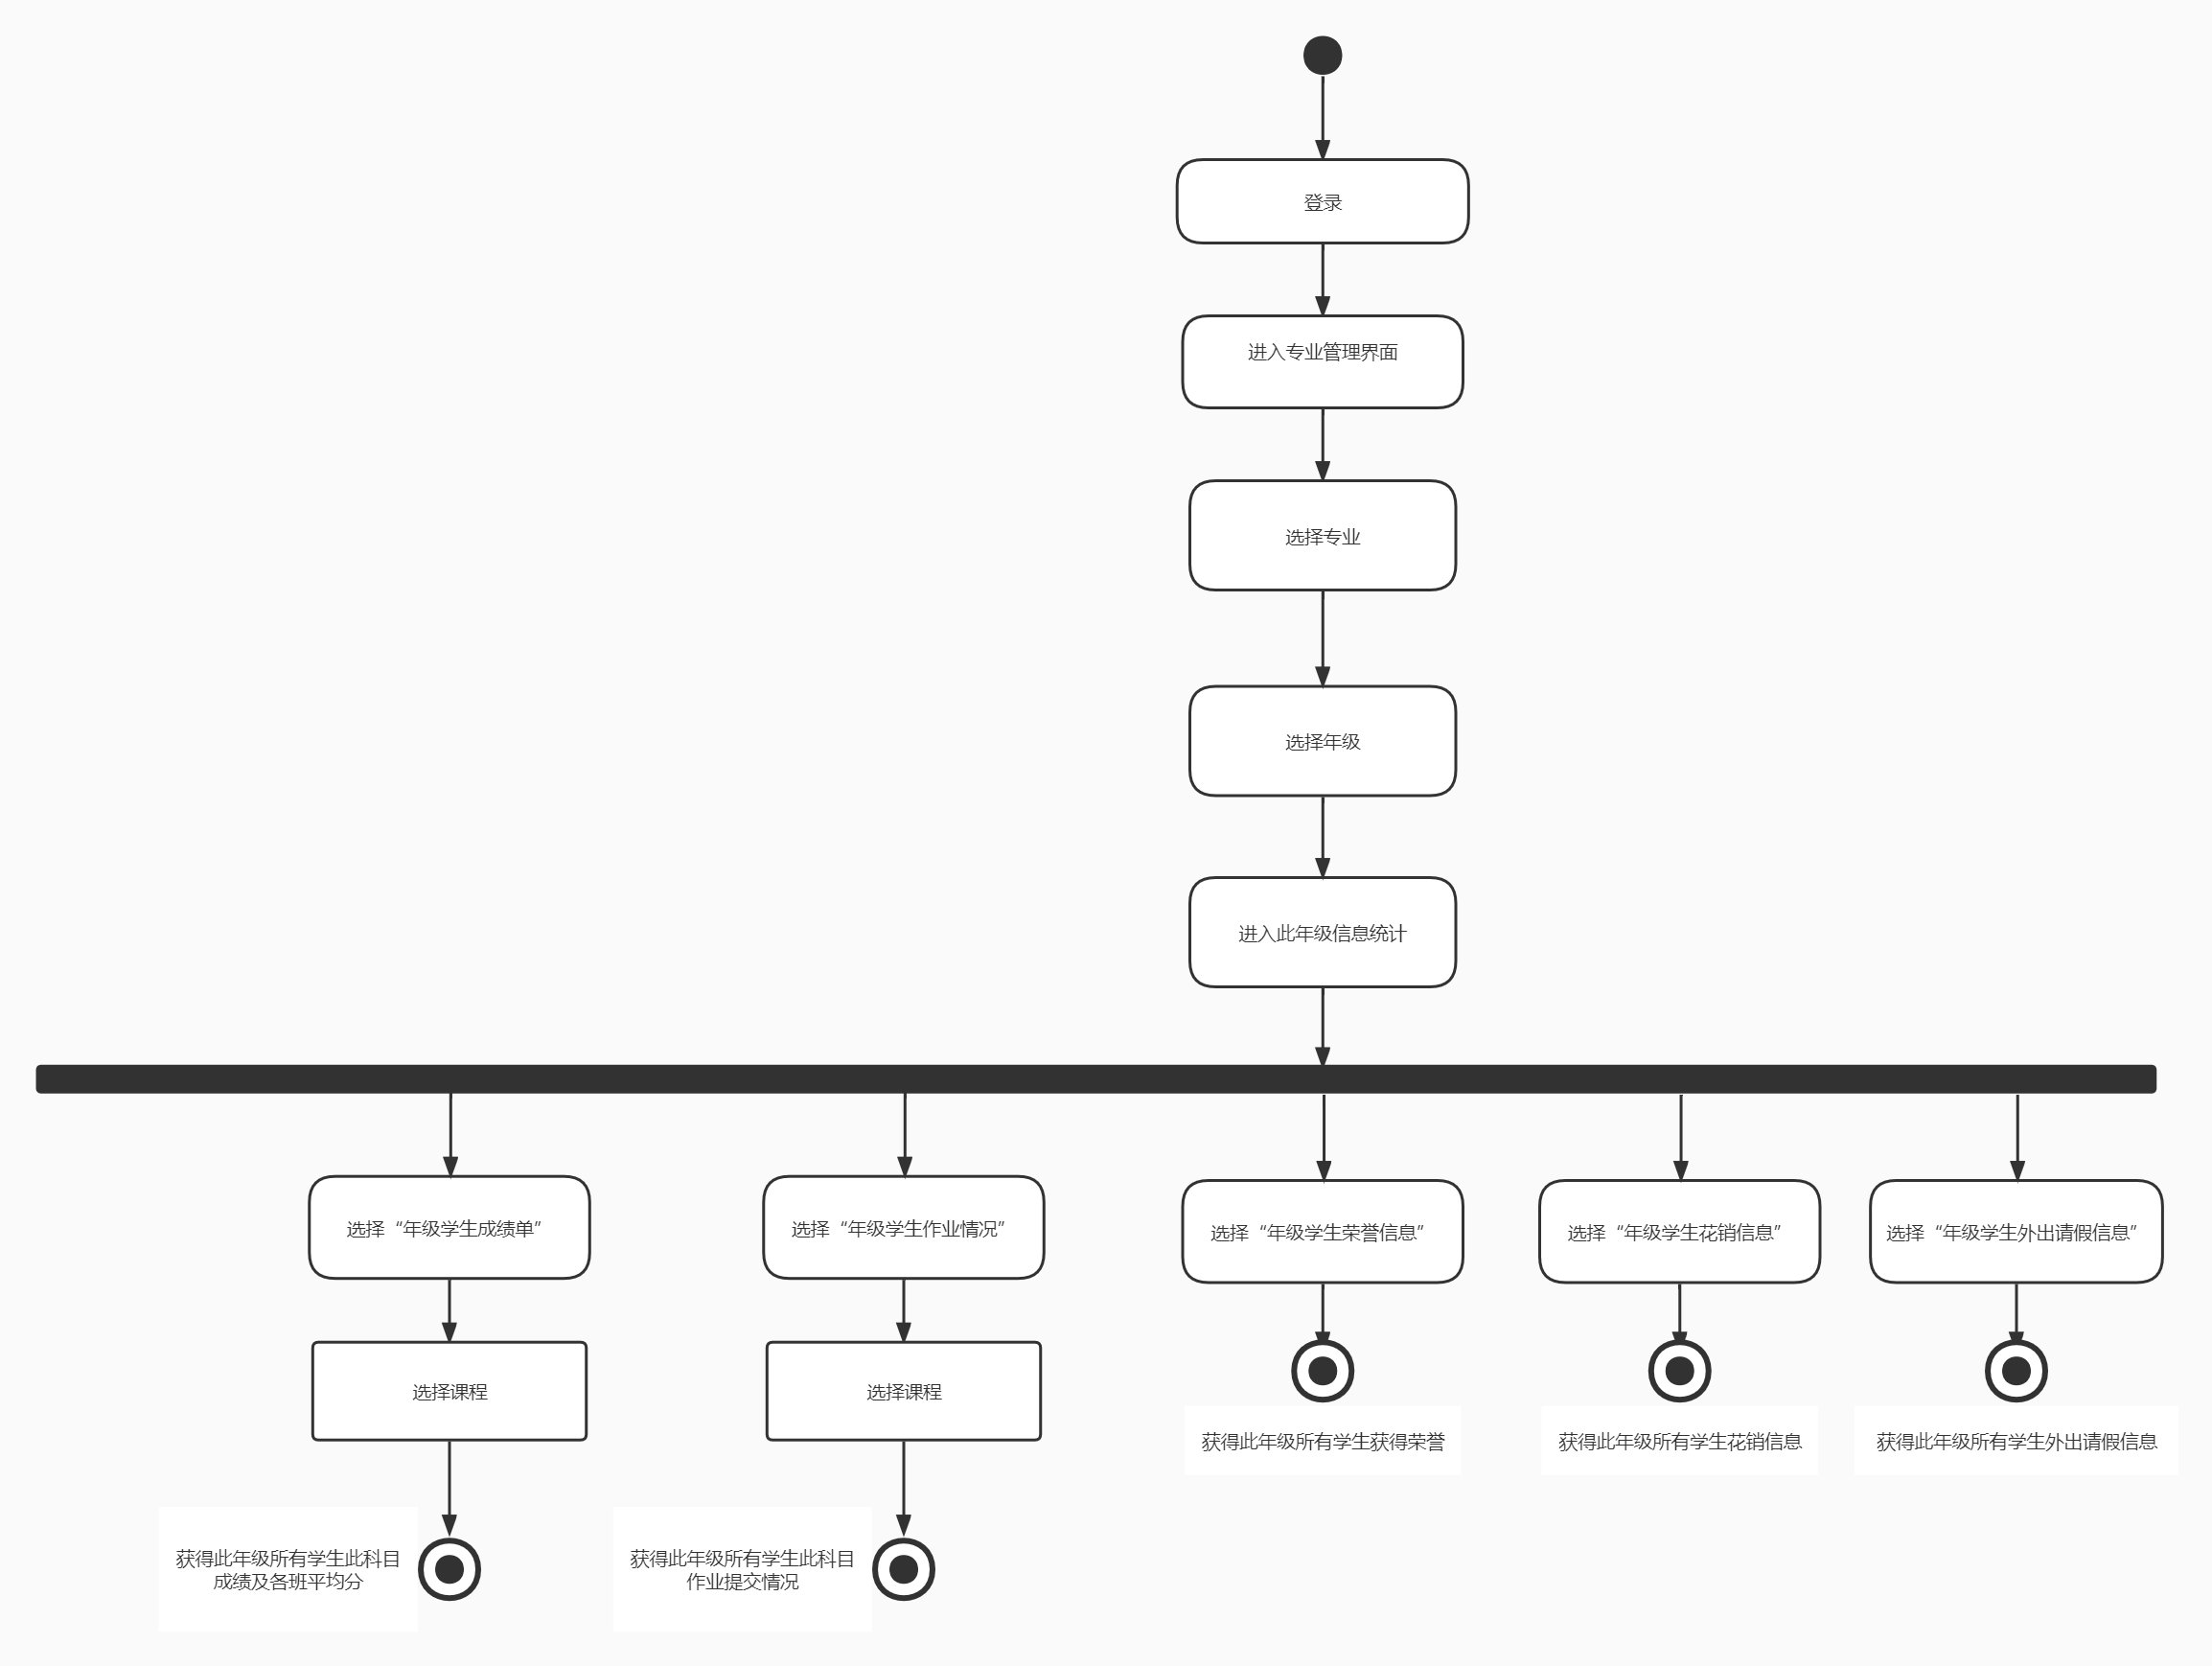 登录
进入专业管理界面
选择专业
选择年级
进入此年级信息统计
选择“年级学生成绩单”
选择“年级学生作业情况”
选择“年级学生荣誉信息”
选择“年级学生花销信息”
选择“年级学生外出请假信息”
选择课程
选择课程
获得此年级所有学生获得荣誉
获得此年级所有学生花销信息
获得此年级所有学生外出请假信息
获得此年级所有学生此科目
成绩及各班平均分
获得此年级所有学生此科目
作业提交情况